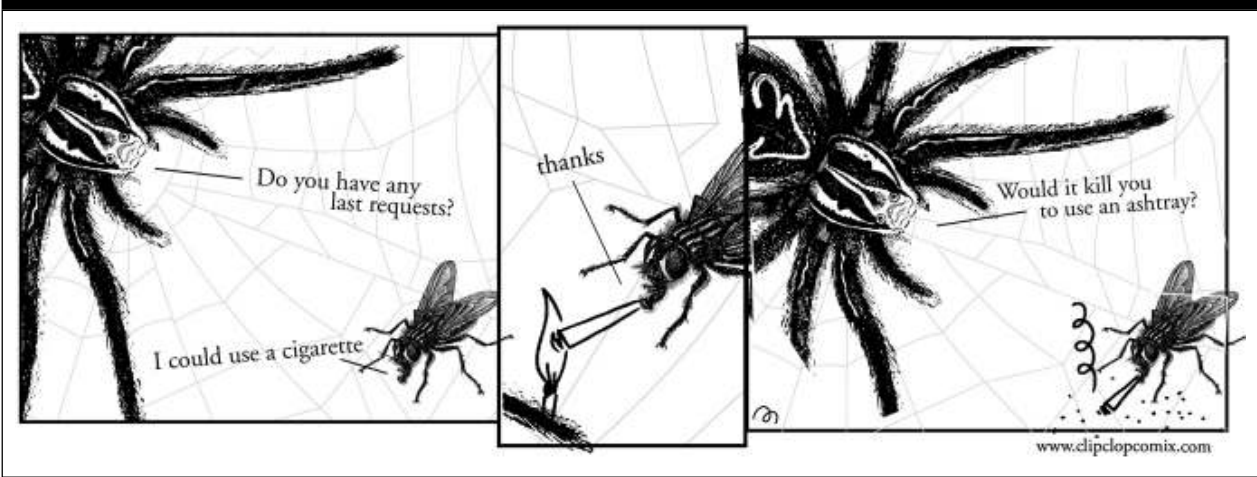 Do you have any
last requests?
I could use a cigarette
thanks
Would it kill you
to use an ashtray?
www.clipclopcomix.com